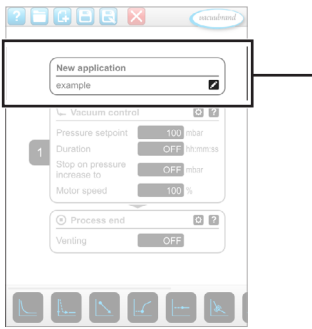 ?
vacuubrand
New application
example
Vacuum control ?
1
Pressure setpoint 100 mbar
Duration OFF hh:mm:ss
Stop on pressure
increase to OFF mbar
Motor speed 100 %
Process end ?
Venting OFF